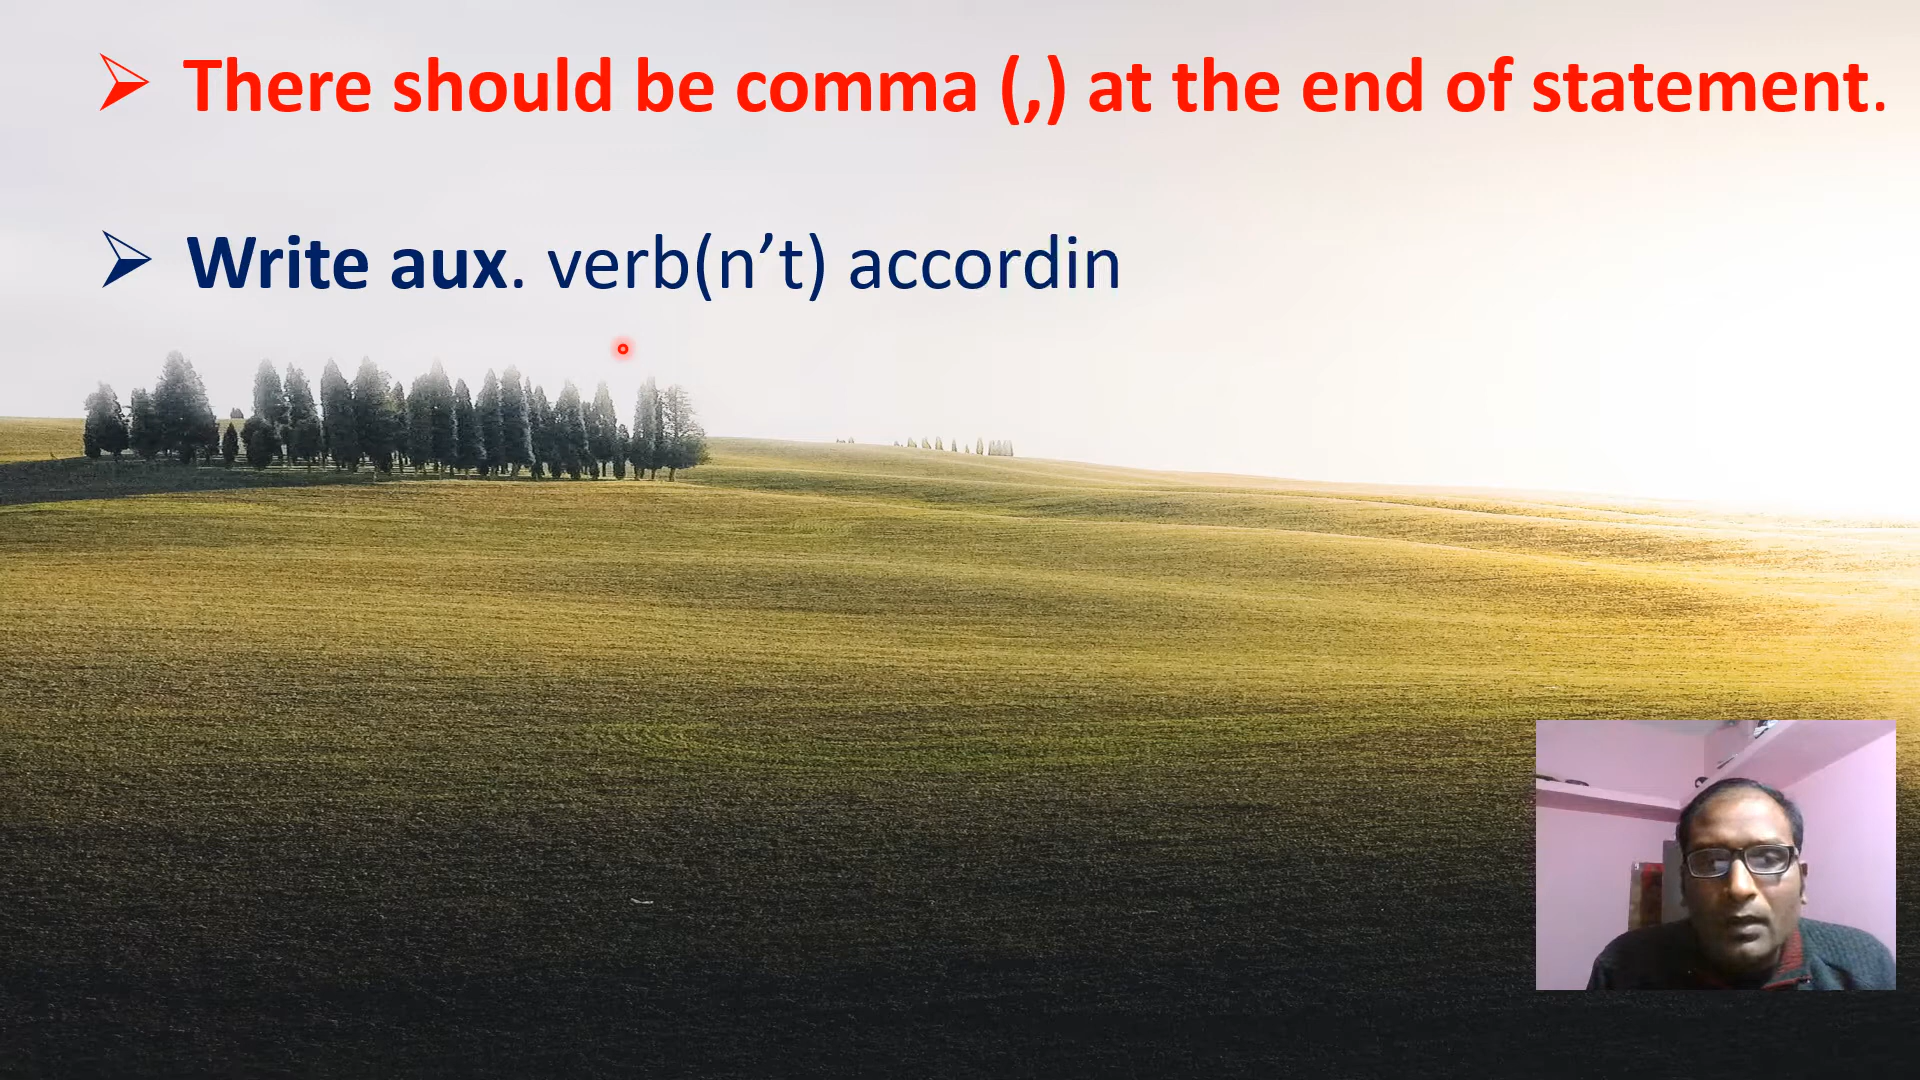 There should be comma (,) at the end of statement.
Write aux. verb(n’t) accordin